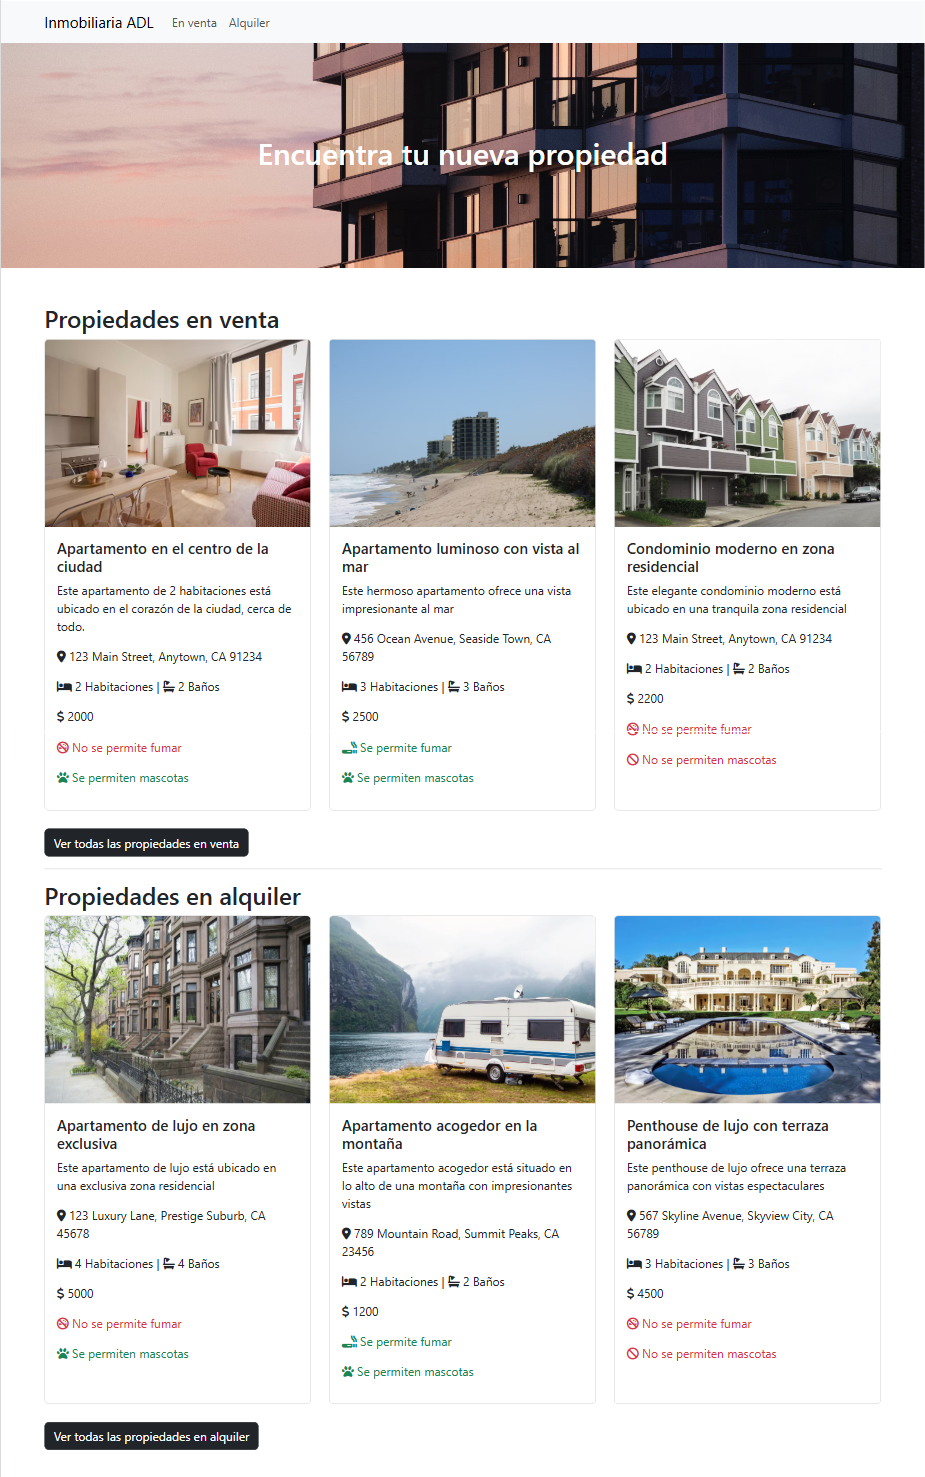 Inmobiliaria ADL En venta Alquiler
Encuentra tu nueva propiedad
Propiedades en venta
Apartamento en el centro de la
ciudad
Este apartamento de 2 habitaciones está
ubicado en el corazón de la ciudad, cerca de
todo.
123 Main Street, Anytown, CA 91234
2 Habitaciones | 2 Baños
$ 2000
No se permite fumar
Se permiten mascotas
Apartamento luminoso con vista al
mar
Este hermoso apartamento ofrece una vista
impresionante al mar
456 Ocean Avenue, Seaside Town, CA
56789
3 Habitaciones | 3 Baños
$ 2500
Se permite fumar
Se permiten mascotas
Condominio moderno en zona
residencial
Este elegante condominio moderno está
ubicado en una tranquila zona residencial
123 Main Street, Anytown, CA 91234
2 Habitaciones | 2 Baños
$ 2200
No se permite fumar
No se permiten mascotas
Ver todas las propiedades en venta
Propiedades en alquiler
Apartamento de lujo en zona
exclusiva
Este apartamento de lujo está ubicado en
una exclusiva zona residencial
123 Luxury Lane, Prestige Suburb, CA
45678
4 Habitaciones | 4 Baños
$ 5000
No se permite fumar
Se permiten mascotas
Apartamento acogedor en la
montaña
Este apartamento acogedor está situado en
lo alto de una montaña con impresionantes
vistas
789 Mountain Road, Summit Peaks, CA
23456
2 Habitaciones | 2 Baños
$ 1200
Se permite fumar
Se permiten mascotas
Penthouse de lujo con terraza
panorámica
Este penthouse de lujo ofrece una terraza
panorámica con vistas espectaculares
567 Skyline Avenue, Skyview City, CA
56789
3 Habitaciones | 3 Baños
$ 4500
No se permite fumar
No se permiten mascotas
Ver todas las propiedades en alquiler